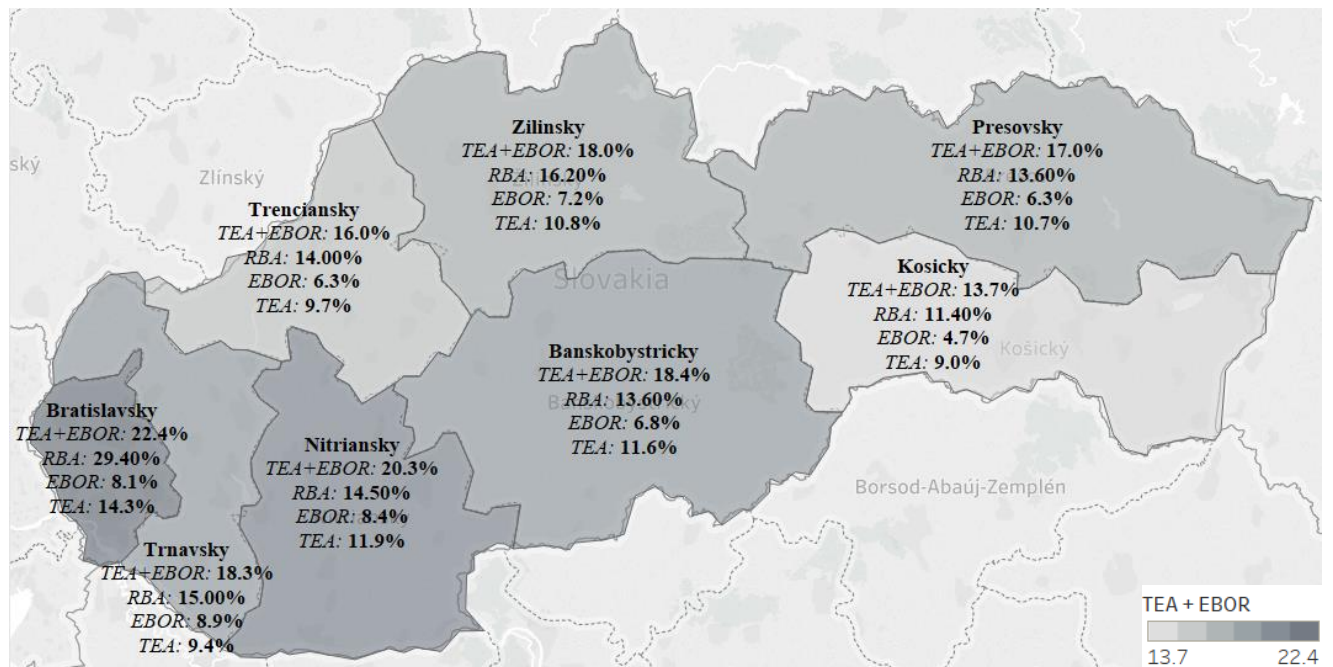 Zilinsky
TEA+EBOR: 18.0%
RBA: 16.20%
EBOR: 7.2%
TEA: 10.8%
Presovsky
TEA+EBOR: 17.0%
RBA: 13.60%
EBOR: 6.3%
TEA: 10.7%
ský
Zlínský
Trenciansky
TEA+EBOR: 16.0%
RBA: 14.00%
EBOR: 6.3%
TEA: 9.7%
Slovakia
Kosicky
TEA+EBOR: 13.7%
RBA: 11.40%
EBOR: 4.7%
TEA: 9.0%
Košický
Banskobystricky
TEA+EBOR: 18.4%
RBA: 13.60%
Banskobystrický
EBOR: 6.8%
TEA: 11.6%
Bratislavsky
TEA+EBOR: 22.4%
RBA: 29.40%
EBOR: 8.1%
TEA: 14.3%
Nitriansky
TEA+EBOR: 20.3%
RBA: 14.50%
EBOR: 8.4%
TEA: 11.9%
Borsod-Abaúj-Zemplén
Trnavsky
TEA+EBOR: 18.3%
RBA: 15.00%
EBOR: 8.9%
TEA: 9.4%
TEA + EBOR
13.7 22.4